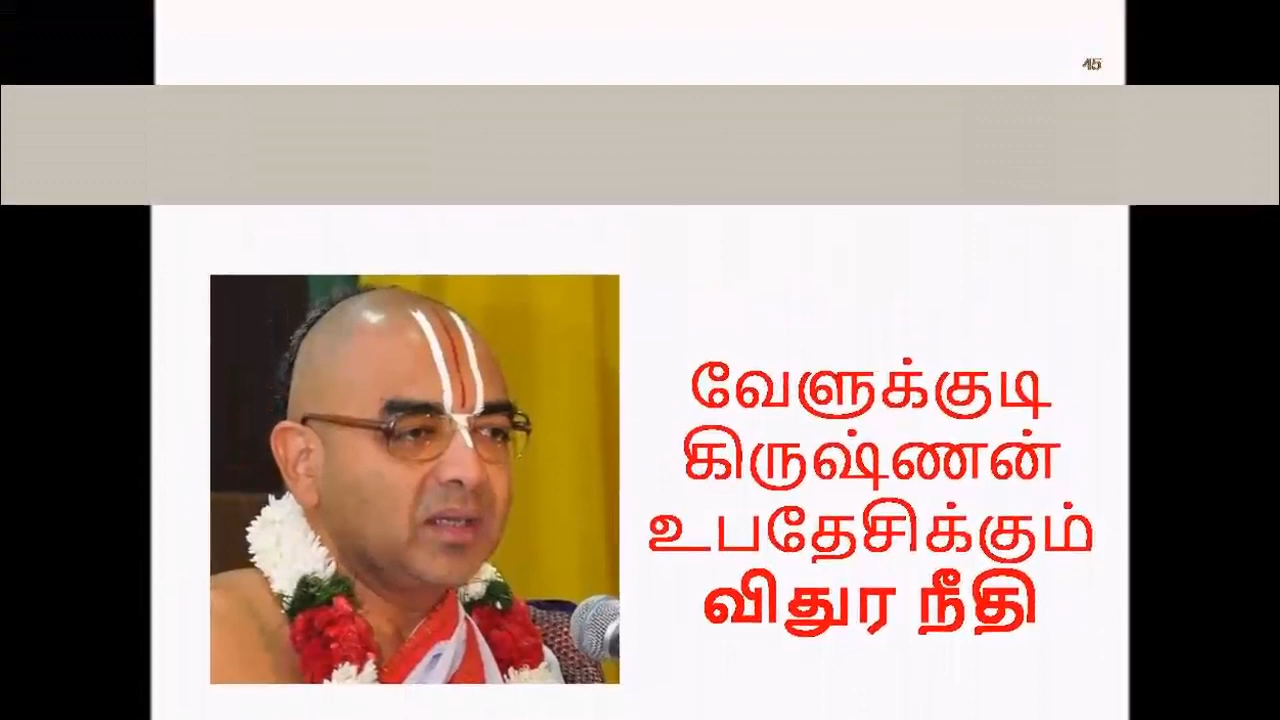 45
வேளுக்குடி
கிருஷ்ணன்
உபதேசிக்கும்
விதுர நீதி